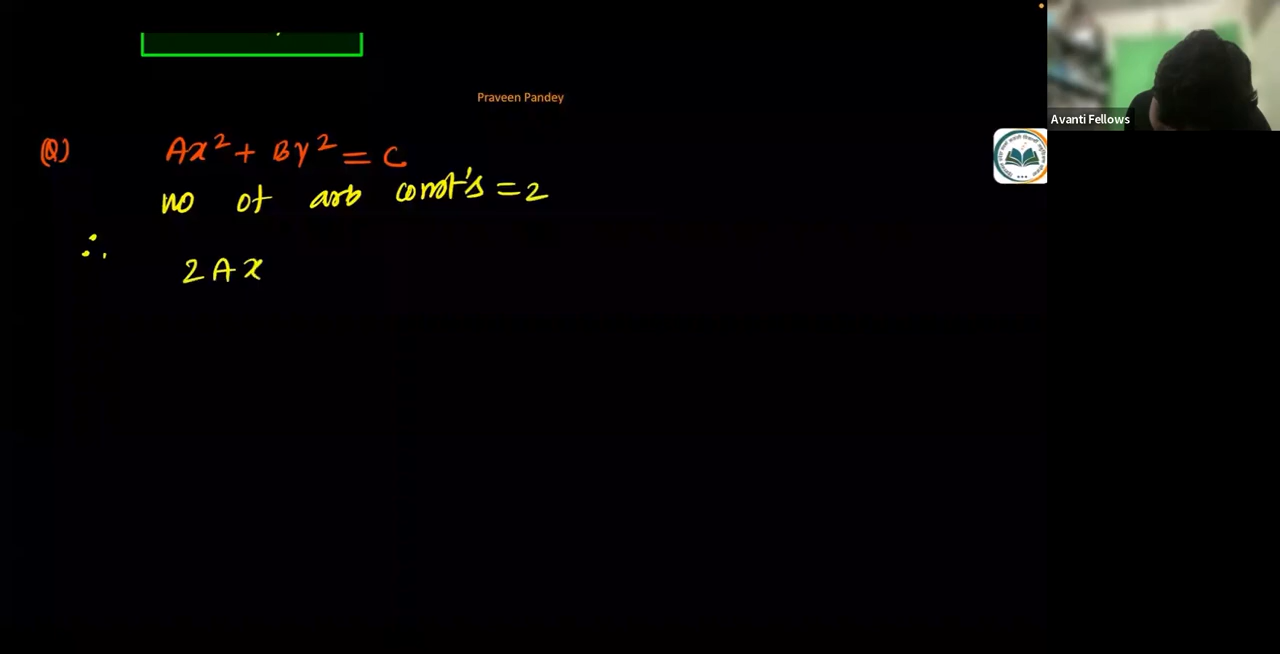 Praveen Pandey
Avanti Fellows
(Q) Ax² + By² = C
no of arb const's = 2
∴ 2Ax